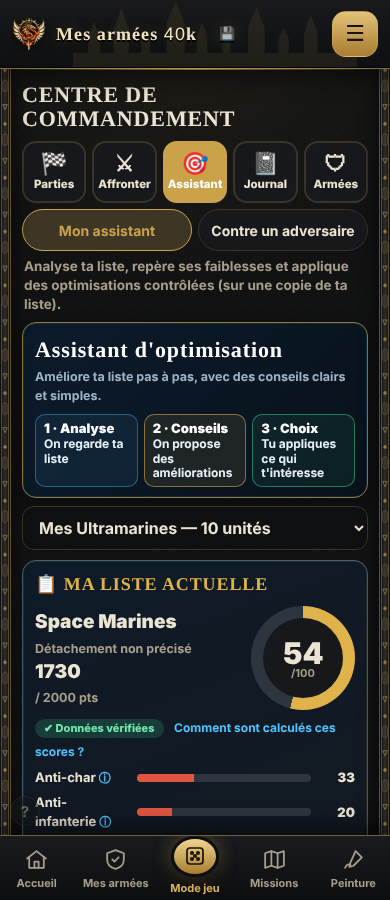 Mes armées 40k
CENTRE DE
COMMANDEMENT
Parties
Affronter
Assistant
Journal
Armées
Mon assistant
Contre un adversaire
Analyse ta liste, repère ses faiblesses et applique
des optimisations contrôlées (sur une copie de ta
liste).
Assistant d'optimisation
Améliore ta liste pas à pas, avec des conseils clairs
et simples.
1 · Analyse
On regarde ta
liste
2 · Conseils
On propose
des
améliorations
3 · Choix
Tu appliques
ce qui
t'intéresse
Mes Ultramarines — 10 unités
MA LISTE ACTUELLE
Space Marines
Détachement non précisé
1730
/ 2000 pts
54
/100
✔ Données vérifiées
Comment sont calculés ces
scores ?
Anti-char ⓘ
33
Anti-
infanterie ⓘ
20
?
Accueil
Mes armées
Mode jeu
Missions
Peinture